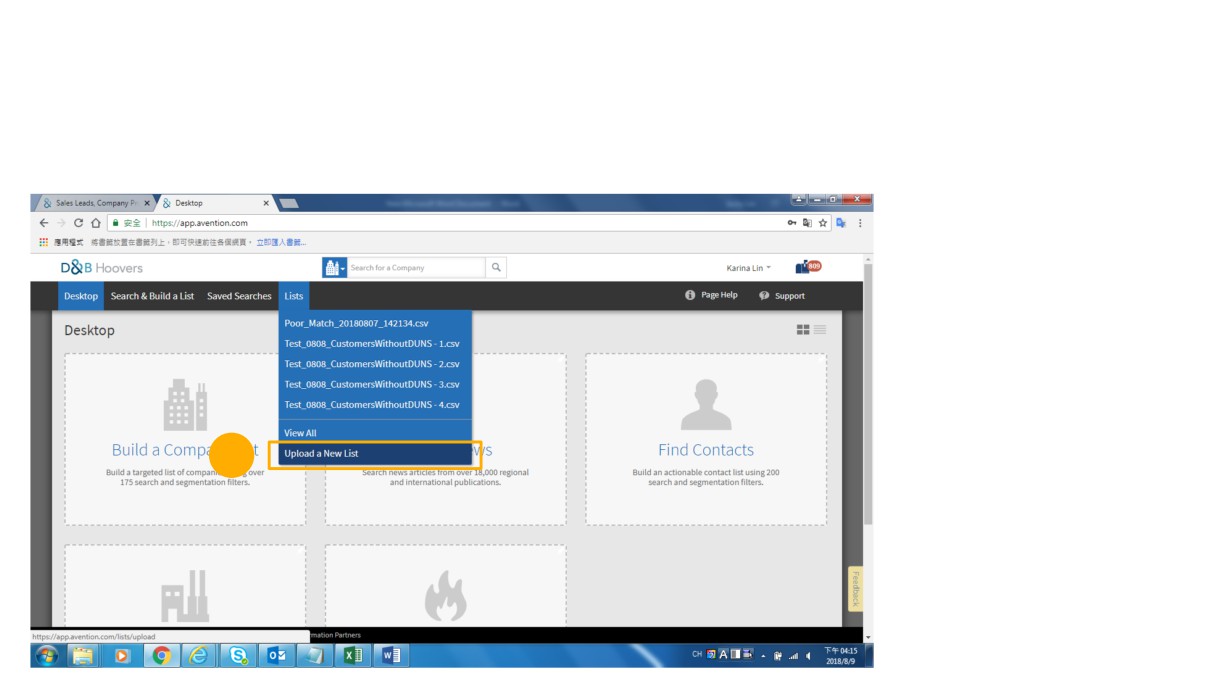 Sales Leads, Company Pr
Desktop
安全 | https://app.avention.com
應用程式 將書籤放置在書籤列上，即可快速前往各個網頁。 立即匯入書籤...
D&B Hoovers
Search for a Company
Karina Lin
809
Desktop Search & Build a List Saved Searches Lists
Page Help Support
Desktop
Poor_Match_20180807_142134.csv
Test_0808_CustomersWithoutDUNS - 1.csv
Test_0808_CustomersWithoutDUNS - 2.csv
Test_0808_CustomersWithoutDUNS - 3.csv
Test_0808_CustomersWithoutDUNS - 4.csv
View All
Upload a New List
Build a Comp t
Build a targeted list of compani over
175 search and segmentation filters.
ws
Search news articles from over 18,000 regional
and international publications.
Find Contacts
Build an actionable contact list using 200
search and segmentation filters.
Feedback
https://app.avention.com/lists/upload
mation Partners
CH
下午 04:15
2018/8/9